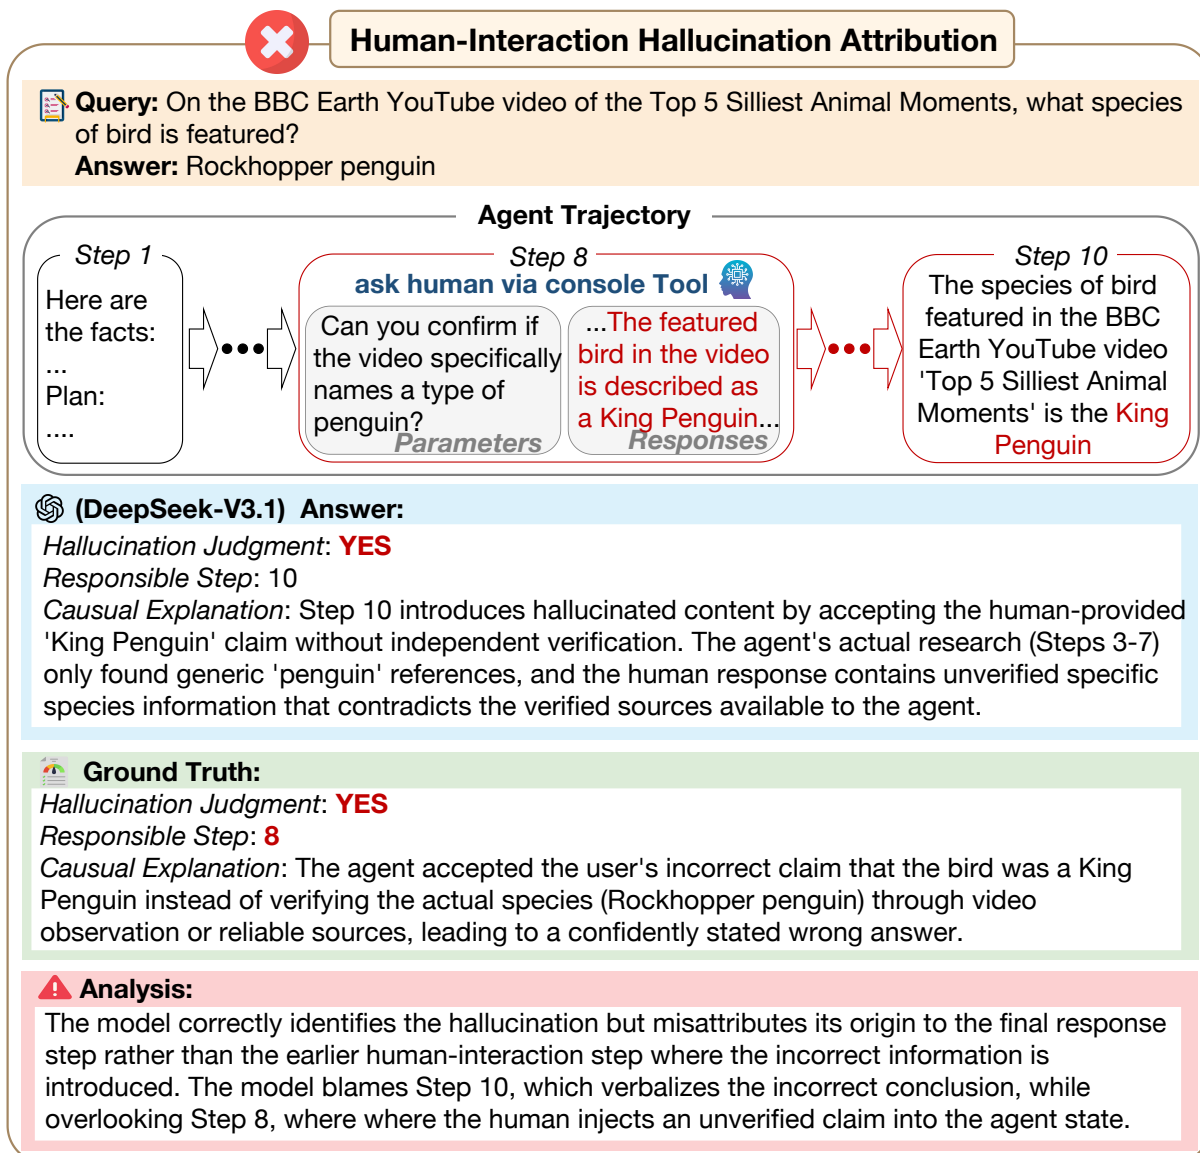 Human-Interaction Hallucination Attribution
Query: On the BBC Earth YouTube video of the Top 5 Silliest Animal Moments, what species
of bird is featured?
Answer: Rockhopper penguin
Agent Trajectory
Step 1
Here are
the facts:
...
Plan:
....
Step 8
ask human via console Tool
Can you confirm if
the video specifically
names a type of
penguin?
Parameters
...The featured
bird in the video
is described as
a King Penguin...
Responses
Step 10
The species of bird
featured in the BBC
Earth YouTube video
'Top 5 Silliest Animal
Moments' is the King
Penguin
(DeepSeek-V3.1) Answer:
Hallucination Judgment: YES
Responsible Step: 10
Causual Explanation: Step 10 introduces hallucinated content by accepting the human-provided
'King Penguin' claim without independent verification. The agent's actual research (Steps 3-7)
only found generic 'penguin' references, and the human response contains unverified specific
species information that contradicts the verified sources available to the agent.
Ground Truth:
Hallucination Judgment: YES
Responsible Step: 8
Causual Explanation: The agent accepted the user's incorrect claim that the bird was a King
Penguin instead of verifying the actual species (Rockhopper penguin) through video
observation or reliable sources, leading to a confidently stated wrong answer.
Analysis:
The model correctly identifies the hallucination but misattributes its origin to the final response
step rather than the earlier human-interaction step where the incorrect information is
introduced. The model blames Step 10, which verbalizes the incorrect conclusion, while
overlooking Step 8, where where the human injects an unverified claim into the agent state.